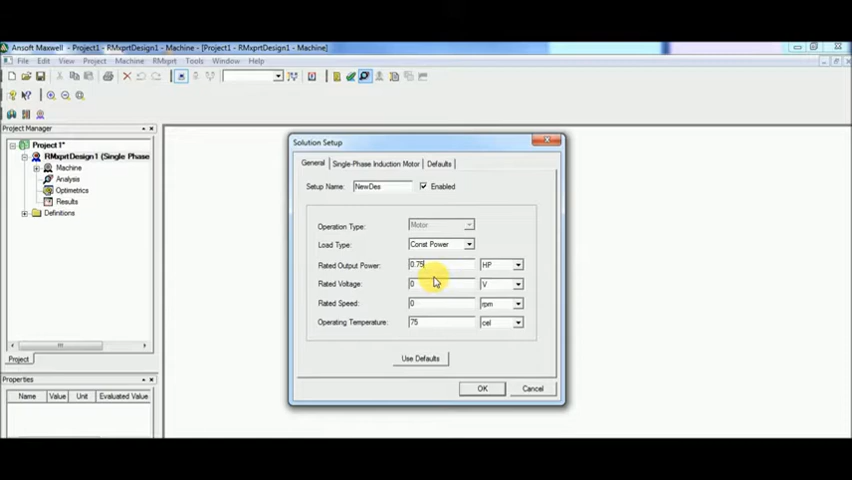 Ansoft Maxwell - Project1 - RMxprtDesign1 - Machine - [Project1 - RMxprtDesign1 - Machine]
File Edit View Project Machine RMxprt Tools Window Help
Project Manager
Project 1*
RMxprtDesign1 (Single Phase
Machine
Analysis
Optimetrics
Results
Definitions
Project
Properties
Name Value Unit Evaluated Value
Solution Setup
General Single-Phase Induction Motor Defaults
Setup Name: NewDes Enabled
Operation Type: Motor
Load Type: Const Power
Rated Output Power: 0.75 HP
Rated Voltage: 0 V
Rated Speed: 0 rpm
Operating Temperature: 75 cel
Use Defaults
OK Cancel